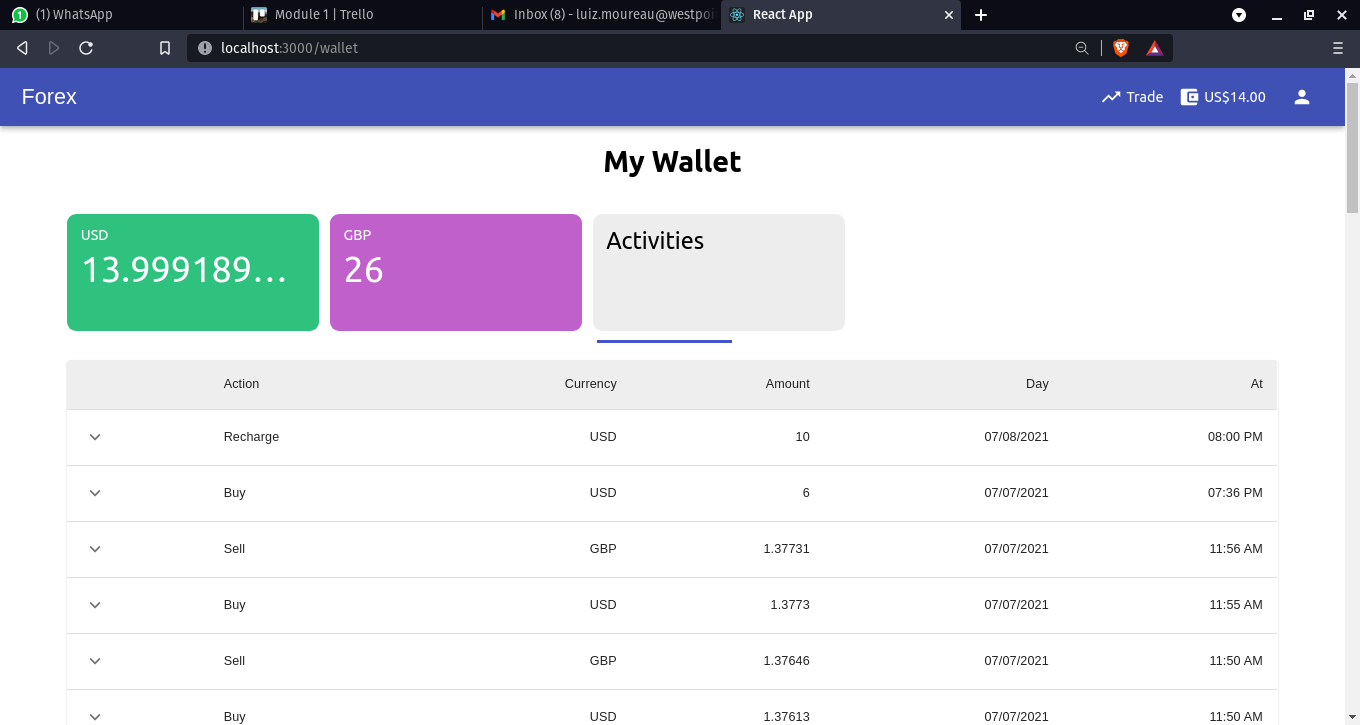 (1) WhatsApp
Module 1 | Trello
Inbox (8) - luiz.moureau@westpoi
React App
localhost:3000/wallet
Forex
Trade
US$14.00
My Wallet
USD
13.999189...
GBP
26
Activities
Action Currency Amount Day At
Recharge USD 10 07/08/2021 08:00 PM
Buy USD 6 07/07/2021 07:36 PM
Sell GBP 1.37731 07/07/2021 11:56 AM
Buy USD 1.3773 07/07/2021 11:55 AM
Sell GBP 1.37646 07/07/2021 11:50 AM
Buy USD 1.37613 07/07/2021 11:50 AM